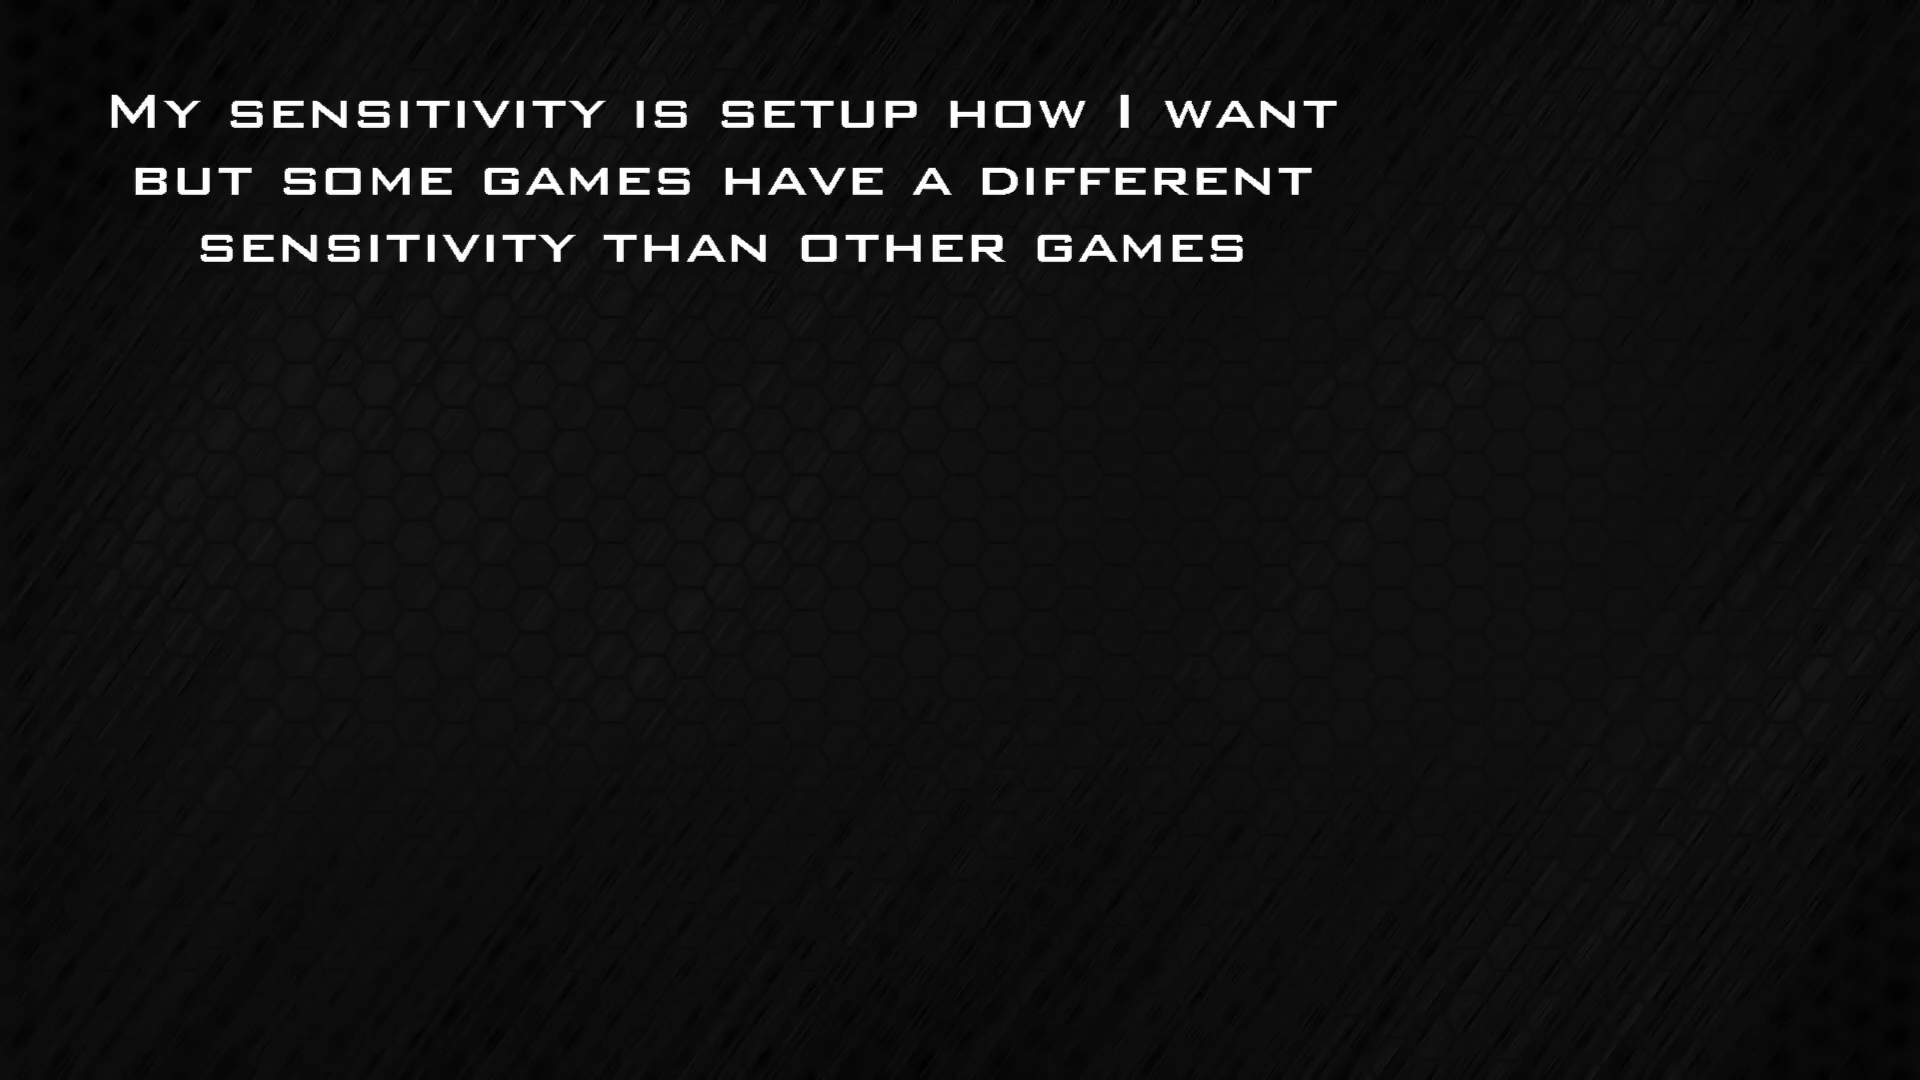 My sensitivity is setup how I want
but some games have a different
sensitivity than other games